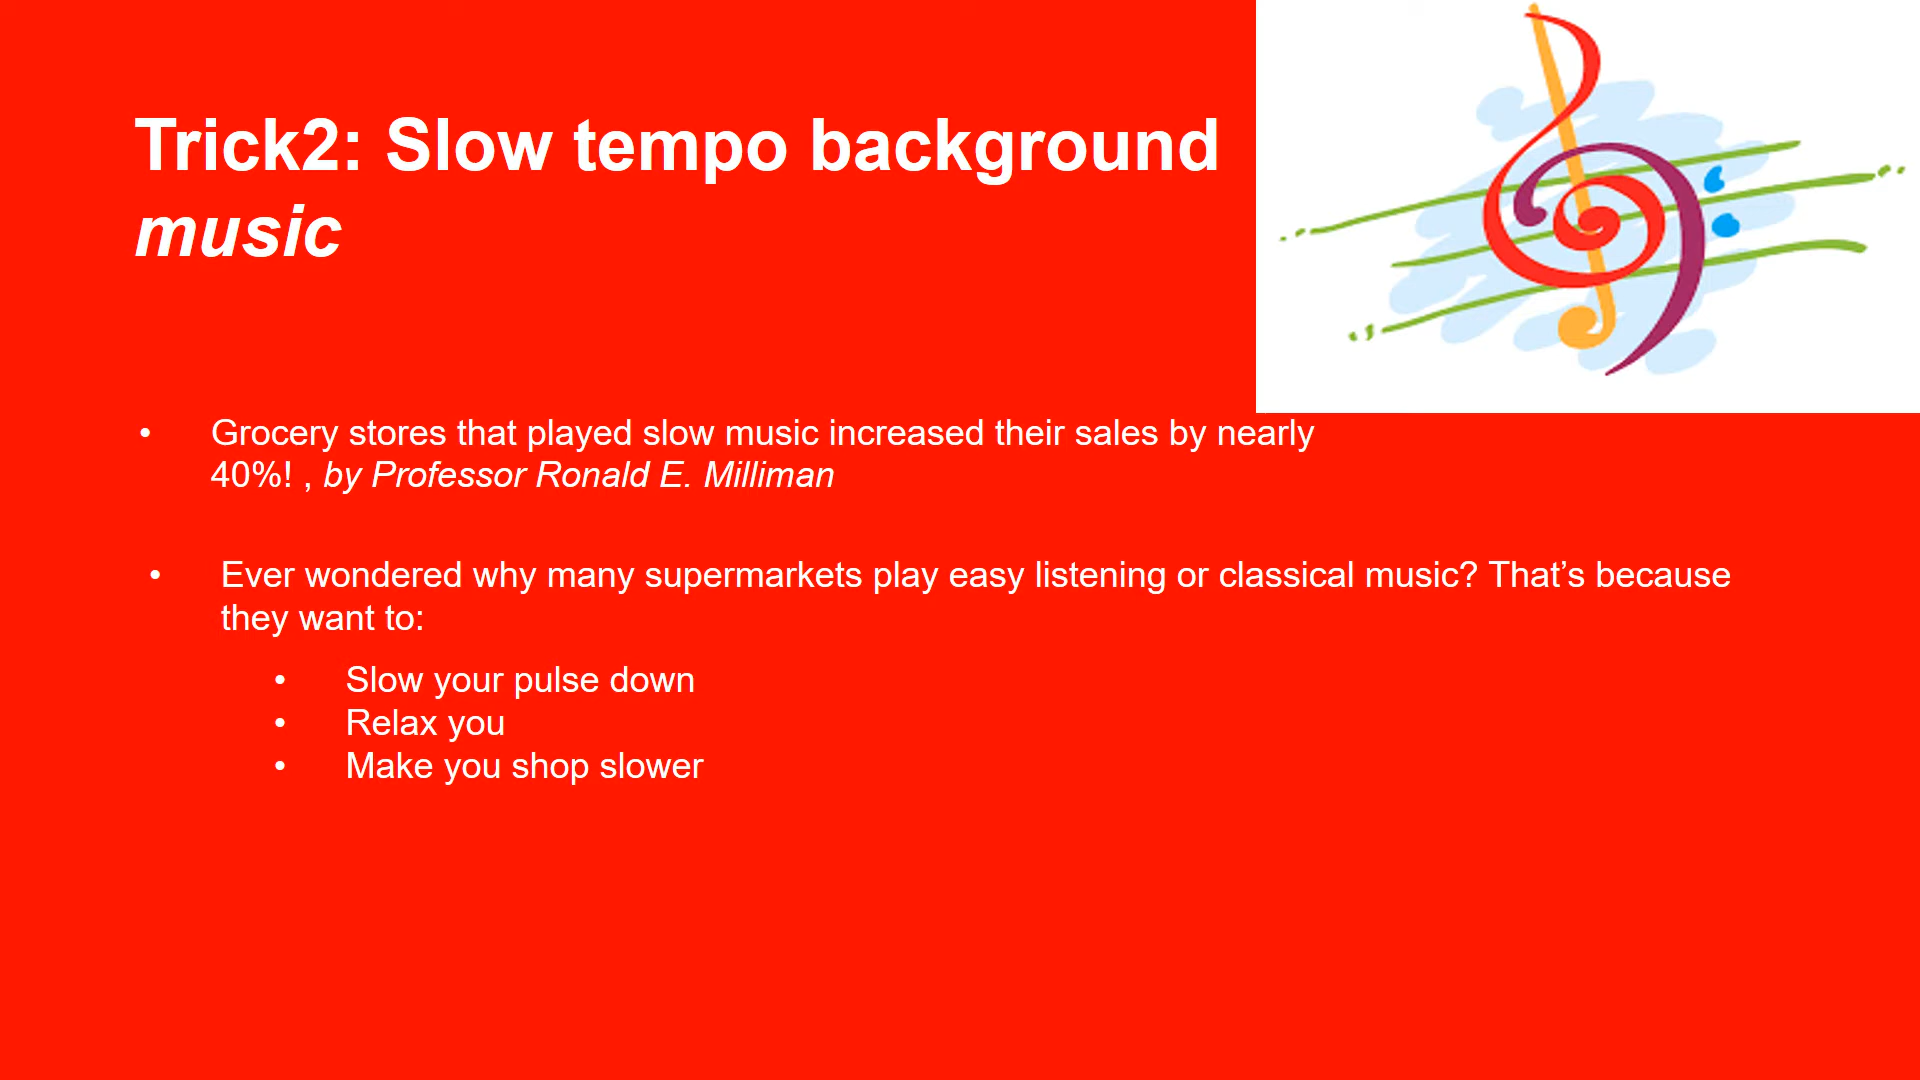 Trick2: Slow tempo background
music
• Grocery stores that played slow music increased their sales by nearly
40%! , by Professor Ronald E. Milliman
• Ever wondered why many supermarkets play easy listening or classical music? That’s because
they want to:
• Slow your pulse down
• Relax you
• Make you shop slower